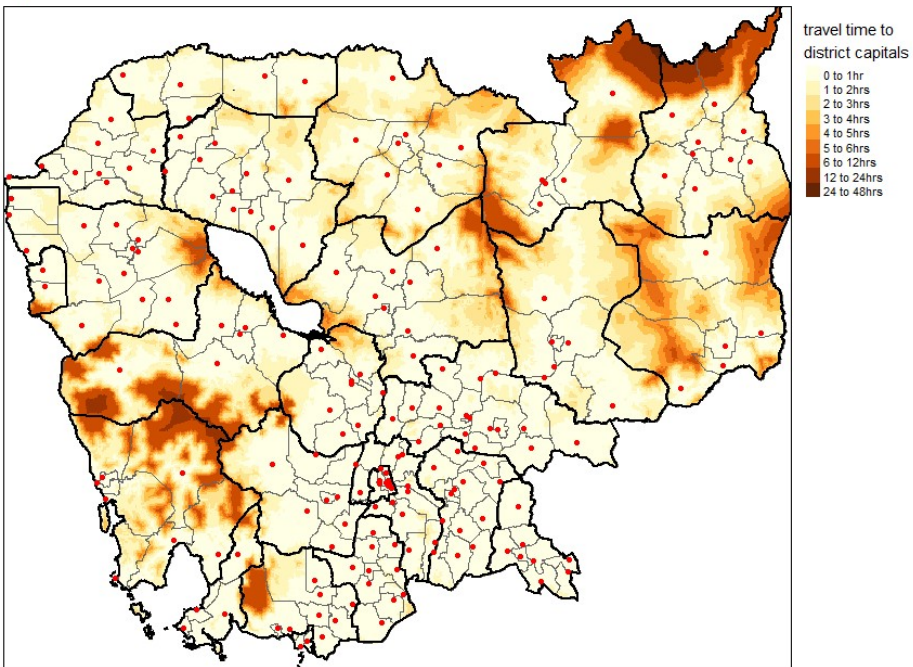 travel time to
district capitals
0 to 1hr
1 to 2hrs
2 to 3hrs
3 to 4hrs
4 to 5hrs
5 to 6hrs
6 to 12hrs
12 to 24hrs
24 to 48hrs